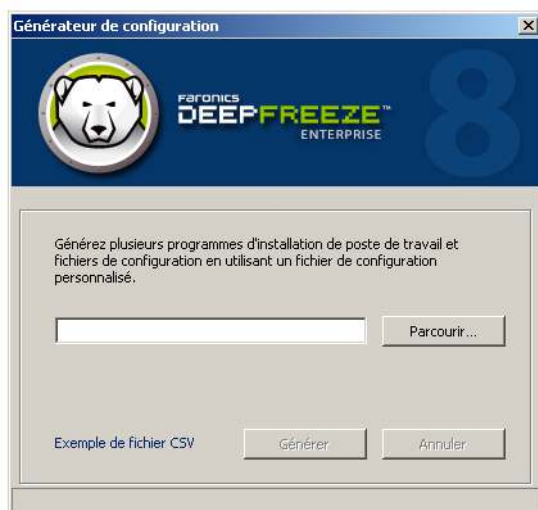 Générateur de configuration
FARONICS
DEEPFREEZE™
ENTERPRISE
8
Générez plusieurs programmes d'installation de poste de travail et
fichiers de configuration en utilisant un fichier de configuration
personnalisé.
Parcourir...
Exemple de fichier CSV
Générer
Annuler